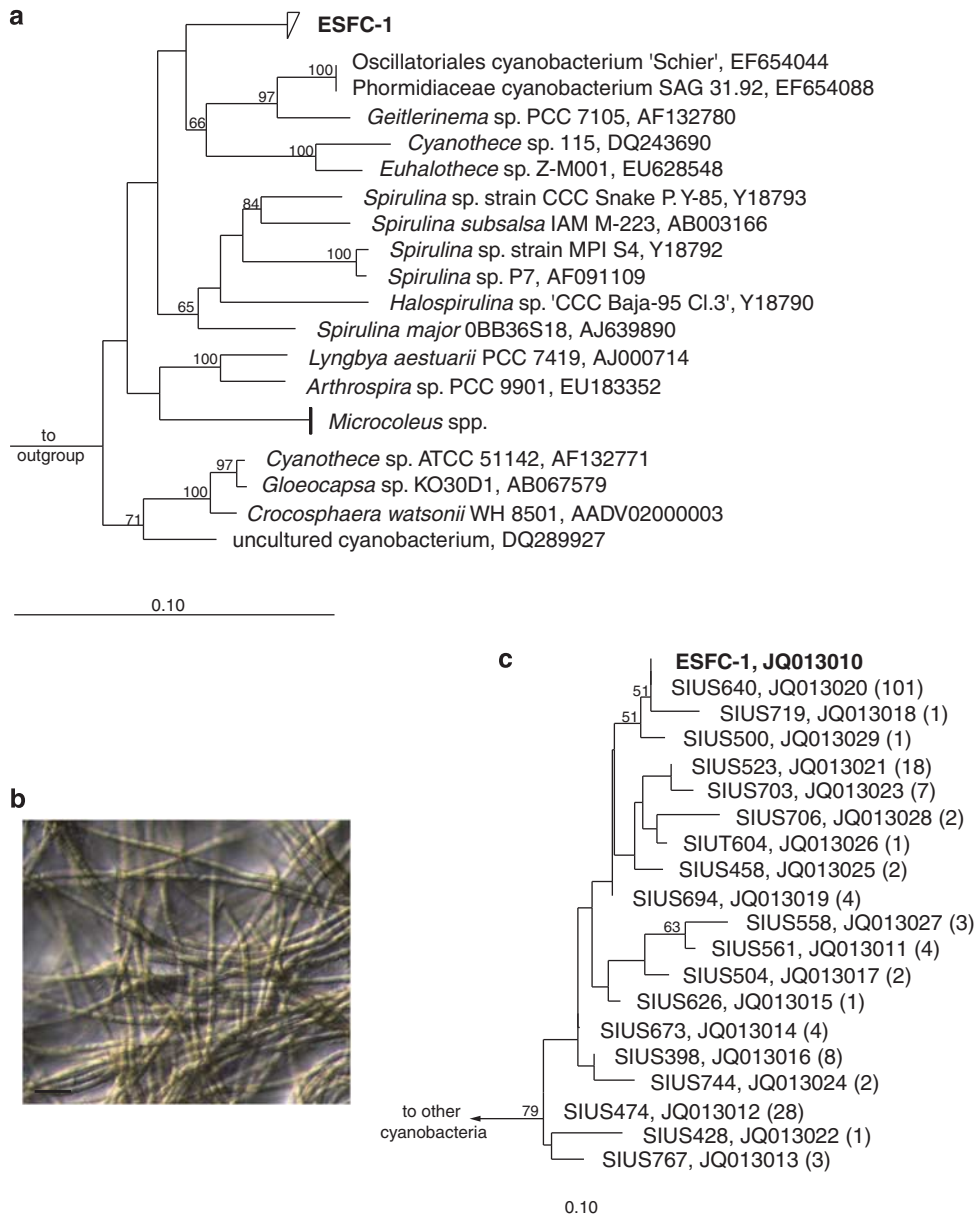 a
ESFC-1
Oscillatoriales cyanobacterium 'Schier', EF654044
100
Phormidiaceae cyanobacterium SAG 31.92, EF654088
97
Geitlerinema sp. PCC 7105, AF132780
66
Cyanothece sp. 115, DQ243690
100
Euhalothece sp. Z-M001, EU628548
Spirulina sp. strain CCC Snake P. Y-85, Y18793
84
Spirulina subsalsa IAM M-223, AB003166
Spirulina sp. strain MPI S4, Y18792
100
Spirulina sp. P7, AF091109
Halospirulina sp. 'CCC Baja-95 Cl.3', Y18790
65
Spirulina major 0BB36S18, AJ639890
Lyngbya aestuarii PCC 7419, AJ000714
100
Arthrospira sp. PCC 9901, EU183352
Microcoleus spp.
to
outgroup
Cyanothece sp. ATCC 51142, AF132771
97
Gloeocapsa sp. KO30D1, AB067579
100
Crocosphaera watsonii WH 8501, AADV02000003
71
uncultured cyanobacterium, DQ289927
0.10
b
c
ESFC-1, JQ013010
SIUS640, JQ013020 (101)
51
SIUS719, JQ013018 (1)
51
SIUS500, JQ013029 (1)
SIUS523, JQ013021 (18)
SIUS703, JQ013023 (7)
SIUS706, JQ013028 (2)
SIUT604, JQ013026 (1)
SIUS458, JQ013025 (2)
SIUS694, JQ013019 (4)
SIUS558, JQ013027 (3)
63
SIUS561, JQ013011 (4)
SIUS504, JQ013017 (2)
SIUS626, JQ013015 (1)
SIUS673, JQ013014 (4)
SIUS398, JQ013016 (8)
SIUS744, JQ013024 (2)
to other
cyanobacteria
79
SIUS474, JQ013012 (28)
SIUS428, JQ013022 (1)
SIUS767, JQ013013 (3)
0.10